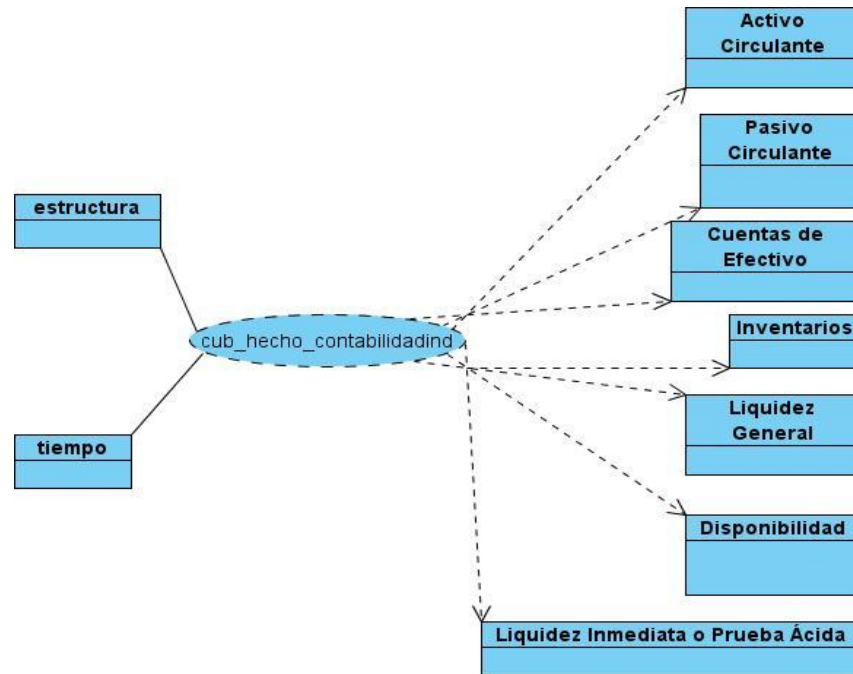 Activo
Circulante
Pasivo
Circulante
estructura
Cuentas de
Efectivo
cub_hecho_contabilidadind
Inventarios
Liquidez
General
tiempo
Disponibilidad
Liquidez Inmediata o Prueba Ácida